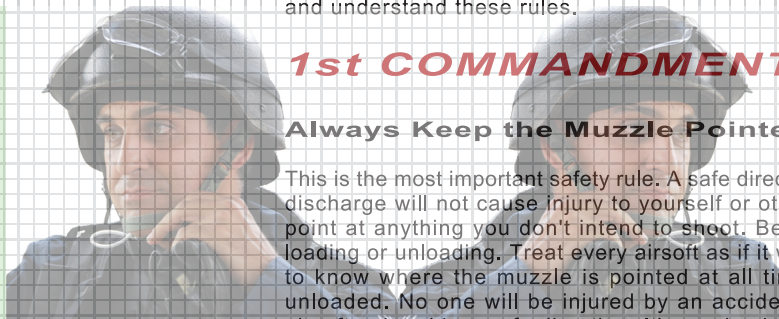 and understand these rules.
1st COMMANDMENT
Always Keep the Muzzle Pointe
This is the most important safety rule. A safe direc
discharge will not cause injury to yourself or ot
point at anything you don't intend to shoot. Be
loading or unloading. Treat every airsoft as if it
to know where the muzzle is pointed at all ti
unloaded. No one will be injured by an accide